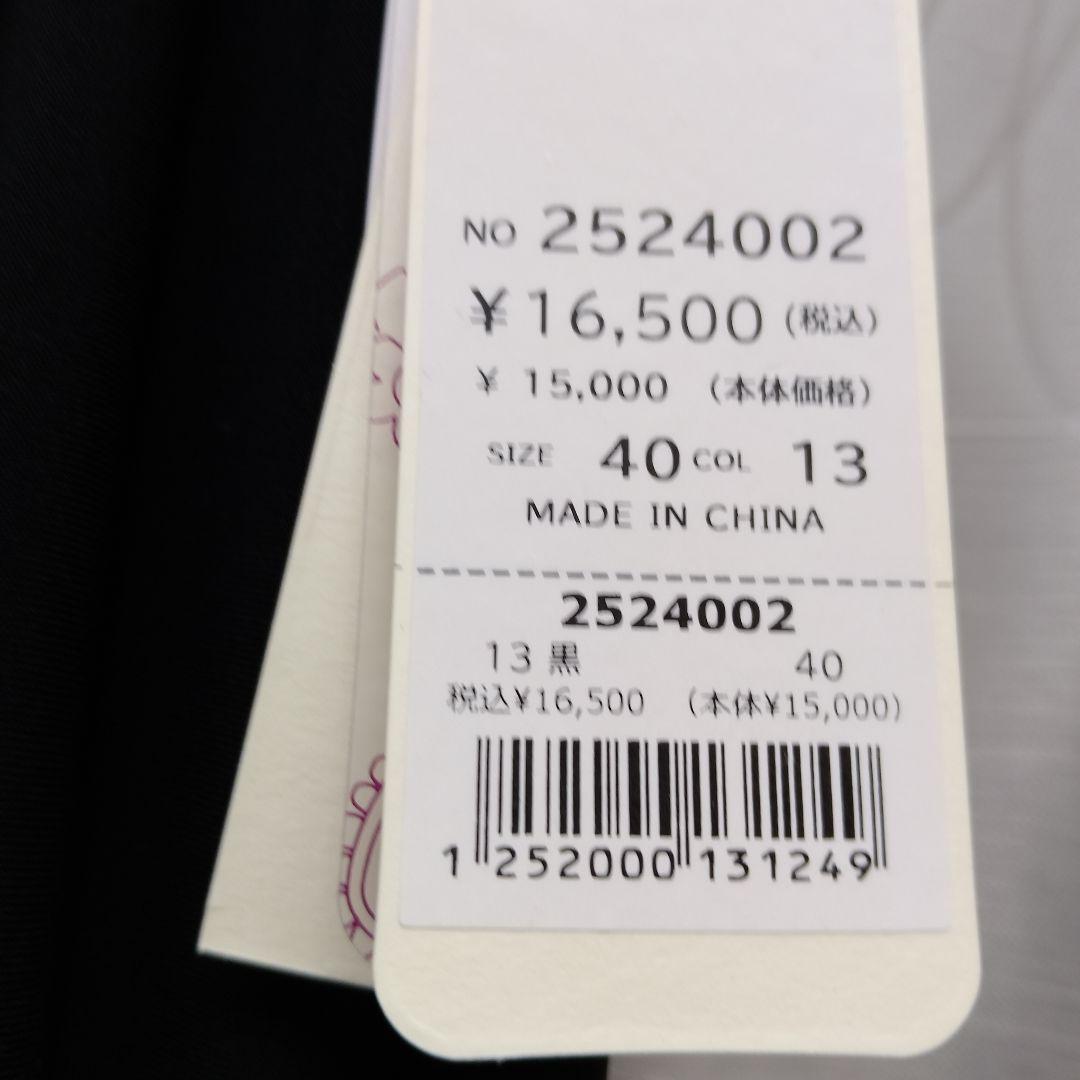 NO 2524002
¥16,500 (税込)
¥ 15,000 (本体価格)
SIZE 40 COL 13
MADE IN CHINA
2524002
13 黒 40
税込¥16,500 (本体¥15,000)
1 252000 131249